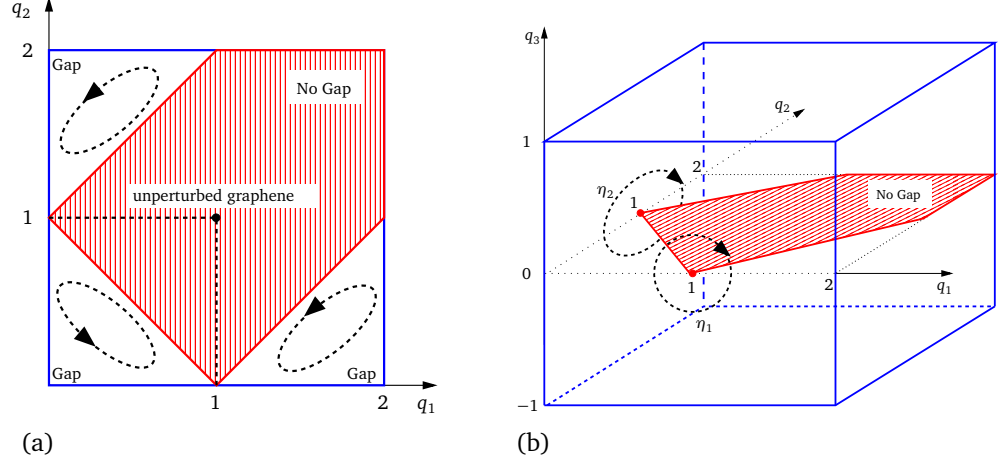 q2
2
Gap
No Gap
unperturbed graphene
1
Gap
Gap
1
2
q1
(a)
q3
q2
1
2
No Gap
η2
1
0
1
2
q1
η1
−1
(b)